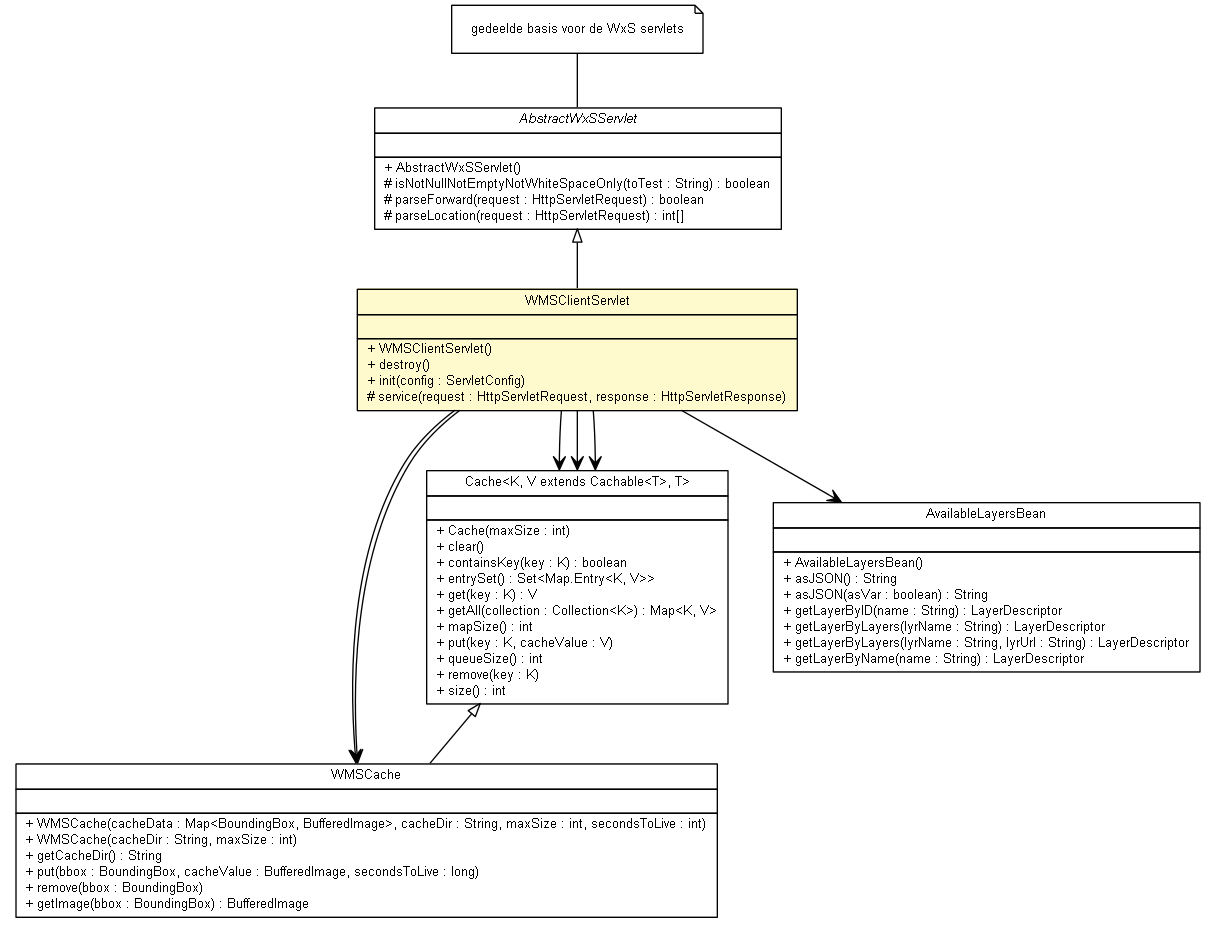 gedeelde basis voor de WxS servlets
AbstractWxSServlet
+ AbstractWxSServlet()
# isNotNullNotEmptyNotWhiteSpaceOnly(toTest : String) : boolean
# parseForward(request : HttpServletRequest) : boolean
# parseLocation(request : HttpServletRequest) : int[]
WMSClientServlet
+ WMSClientServlet()
+ destroy()
+ init(config : ServletConfig)
# service(request : HttpServletRequest, response : HttpServletResponse)
Cache<K, V extends Cachable<T>, T>
+ Cache(maxSize : int)
+ clear()
+ containsKey(key : K) : boolean
+ entrySet() : Set<Map.Entry<K, V>>
+ get(key : K) : V
+ getAll(collection : Collection<K>) : Map<K, V>
+ mapSize() : int
+ put(key : K, cacheValue : V)
+ queueSize() : int
+ remove(key : K)
+ size() : int
AvailableLayersBean
+ AvailableLayersBean()
+ asJSON() : String
+ asJSON(asVar : boolean) : String
+ getLayerByID(name : String) : LayerDescriptor
+ getLayerByLayers(lyrName : String) : LayerDescriptor
+ getLayerByLayers(lyrName : String, lyrUrl : String) : LayerDescriptor
+ getLayerByName(name : String) : LayerDescriptor
WMSCache
+ WMSCache(cacheData : Map<BoundingBox, BufferedImage>, cacheDir : String, maxSize : int, secondsToLive : int)
+ WMSCache(cacheDir : String, maxSize : int)
+ getCacheDir() : String
+ put(bbox : BoundingBox, cacheValue : BufferedImage, secondsToLive : long)
+ remove(bbox : BoundingBox)
+ getImage(bbox : BoundingBox) : BufferedImage